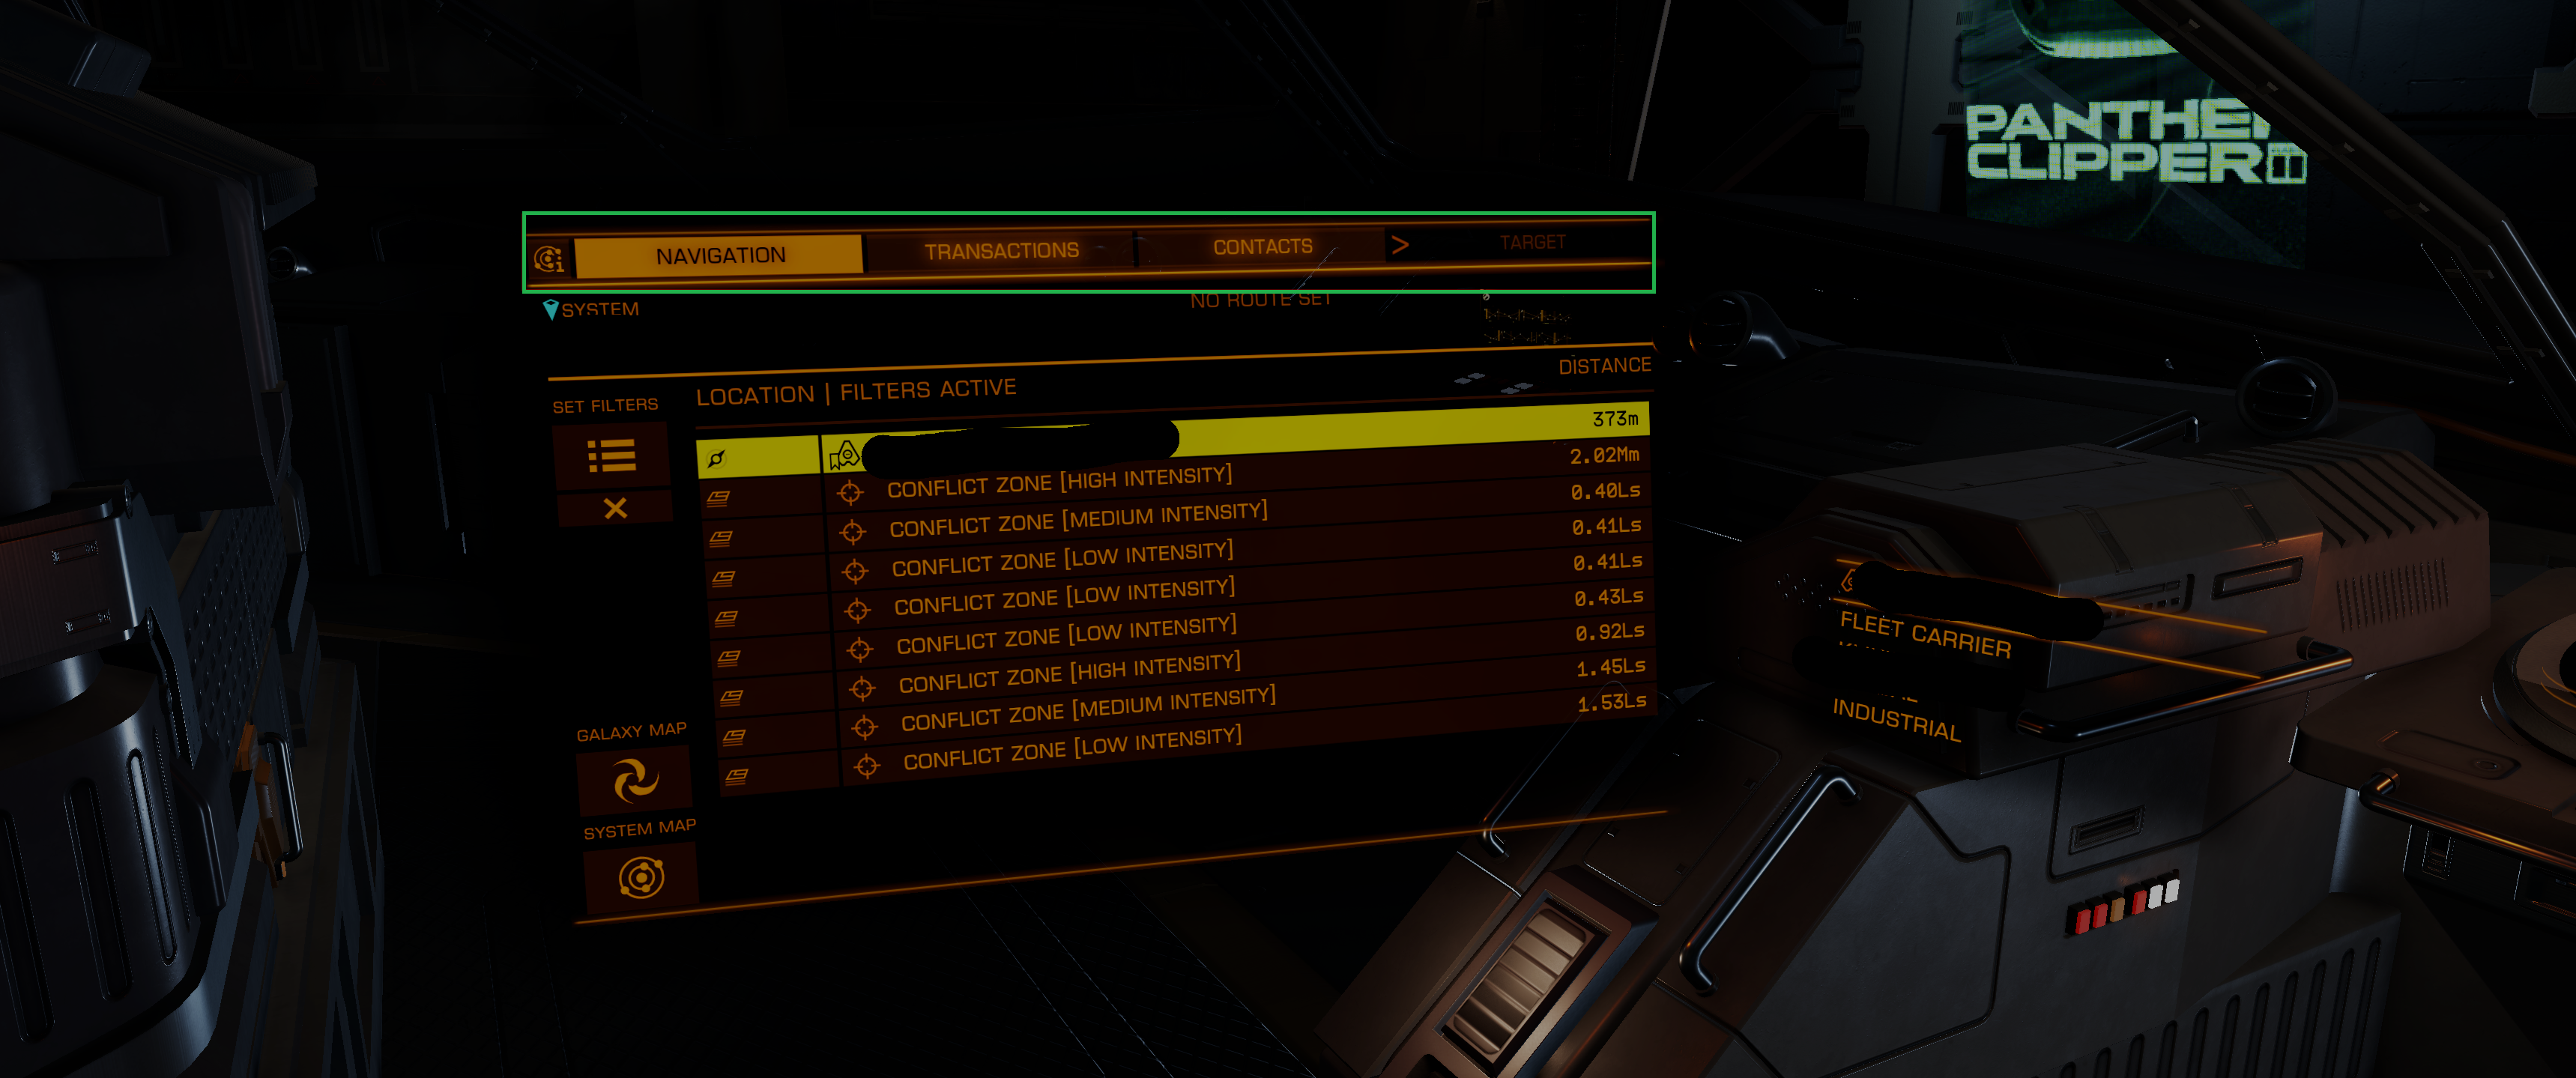 PANTHER
CLIPPER
NAVIGATION
TRANSACTIONS
CONTACTS
>
TARGET
SYSTEM
NO ROUTE SET
SET FILTERS
LOCATION | FILTERS ACTIVE
DISTANCE
373m
CONFLICT ZONE [HIGH INTENSITY] 2.02Mm
CONFLICT ZONE [MEDIUM INTENSITY] 0.40Ls
CONFLICT ZONE [LOW INTENSITY] 0.41Ls
CONFLICT ZONE [LOW INTENSITY] 0.41Ls
CONFLICT ZONE [LOW INTENSITY] 0.43Ls
CONFLICT ZONE [HIGH INTENSITY] 0.92Ls
CONFLICT ZONE [MEDIUM INTENSITY] 1.45Ls
CONFLICT ZONE [LOW INTENSITY] 1.53Ls
GALAXY MAP
SYSTEM MAP
FLEET CARRIER
INDUSTRIAL